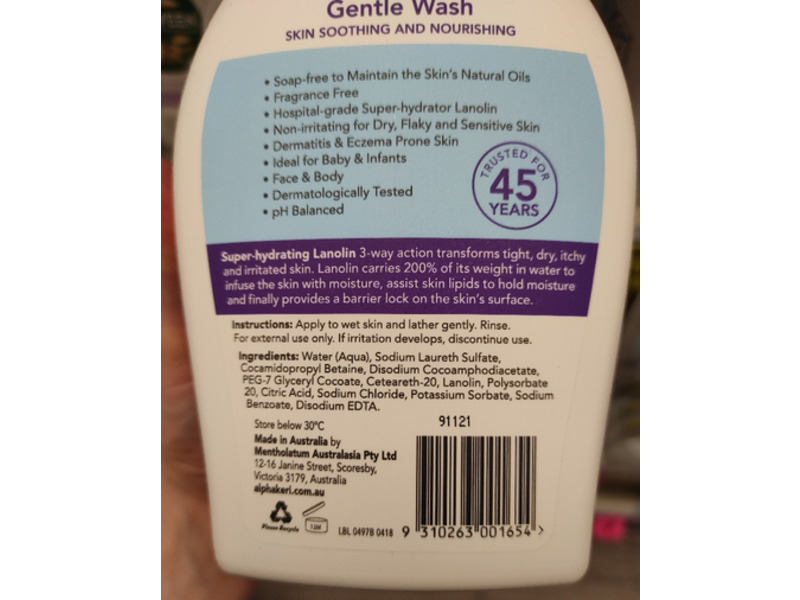 Gentle Wash
SKIN SOOTHING AND NOURISHING
• Soap-free to Maintain the Skin's Natural Oils
• Fragrance Free
• Hospital-grade Super-hydrator Lanolin
• Non-irritating for Dry, Flaky and Sensitive Skin
• Dermatitis & Eczema Prone Skin
• Ideal for Baby & Infants
• Face & Body
• Dermatologically Tested
• pH Balanced
TRUSTED FOR
45
YEARS
Super-hydrating Lanolin 3-way action transforms tight, dry, itchy
and irritated skin. Lanolin carries 200% of its weight in water to
infuse the skin with moisture, assist skin lipids to hold moisture
and finally provides a barrier lock on the skin's surface.
Instructions: Apply to wet skin and lather gently. Rinse.
For external use only. If irritation develops, discontinue use.
Ingredients: Water (Aqua), Sodium Laureth Sulfate,
Cocamidopropyl Betaine, Disodium Cocoamphodiacetate,
PEG-7 Glyceryl Cocoate, Ceteareth-20, Lanolin, Polysorbate
20, Citric Acid, Sodium Chloride, Potassium Sorbate, Sodium
Benzoate, Disodium EDTA.
Store below 30°C
Made in Australia by
Mentholatum Australasia Pty Ltd
12-16 Janine Street, Scoresby,
Victoria 3179, Australia
alphakeri.com.au
91121
Please Recycle
LBL 0497B 0418
9 310263 001654 >